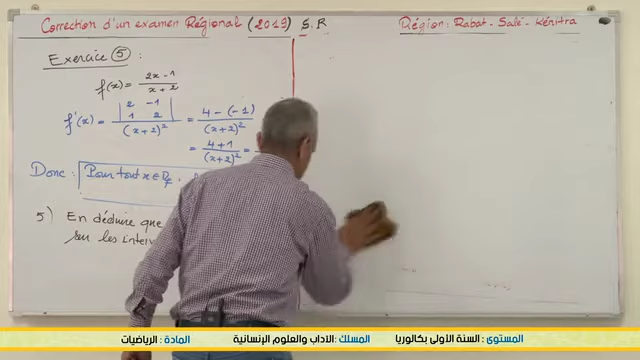 Correction d'un examen Régional (2019) S.R
Région: Rabat-Salé-Kénitra
Exercice 5 :
f(x) = 2x-1 / x+2
f'(x) = |2 -1| |1 2| / (x+2)² = 4-(-1) / (x+2)²
= 4+1 / (x+2)² =
Donc : Pour tout x ∈ Df.
5) En déduire que
sur les
المستوى : السنة الأولى بكالوريا المسلك :الآداب والعلوم الإنسانية المادة : الرياضيات